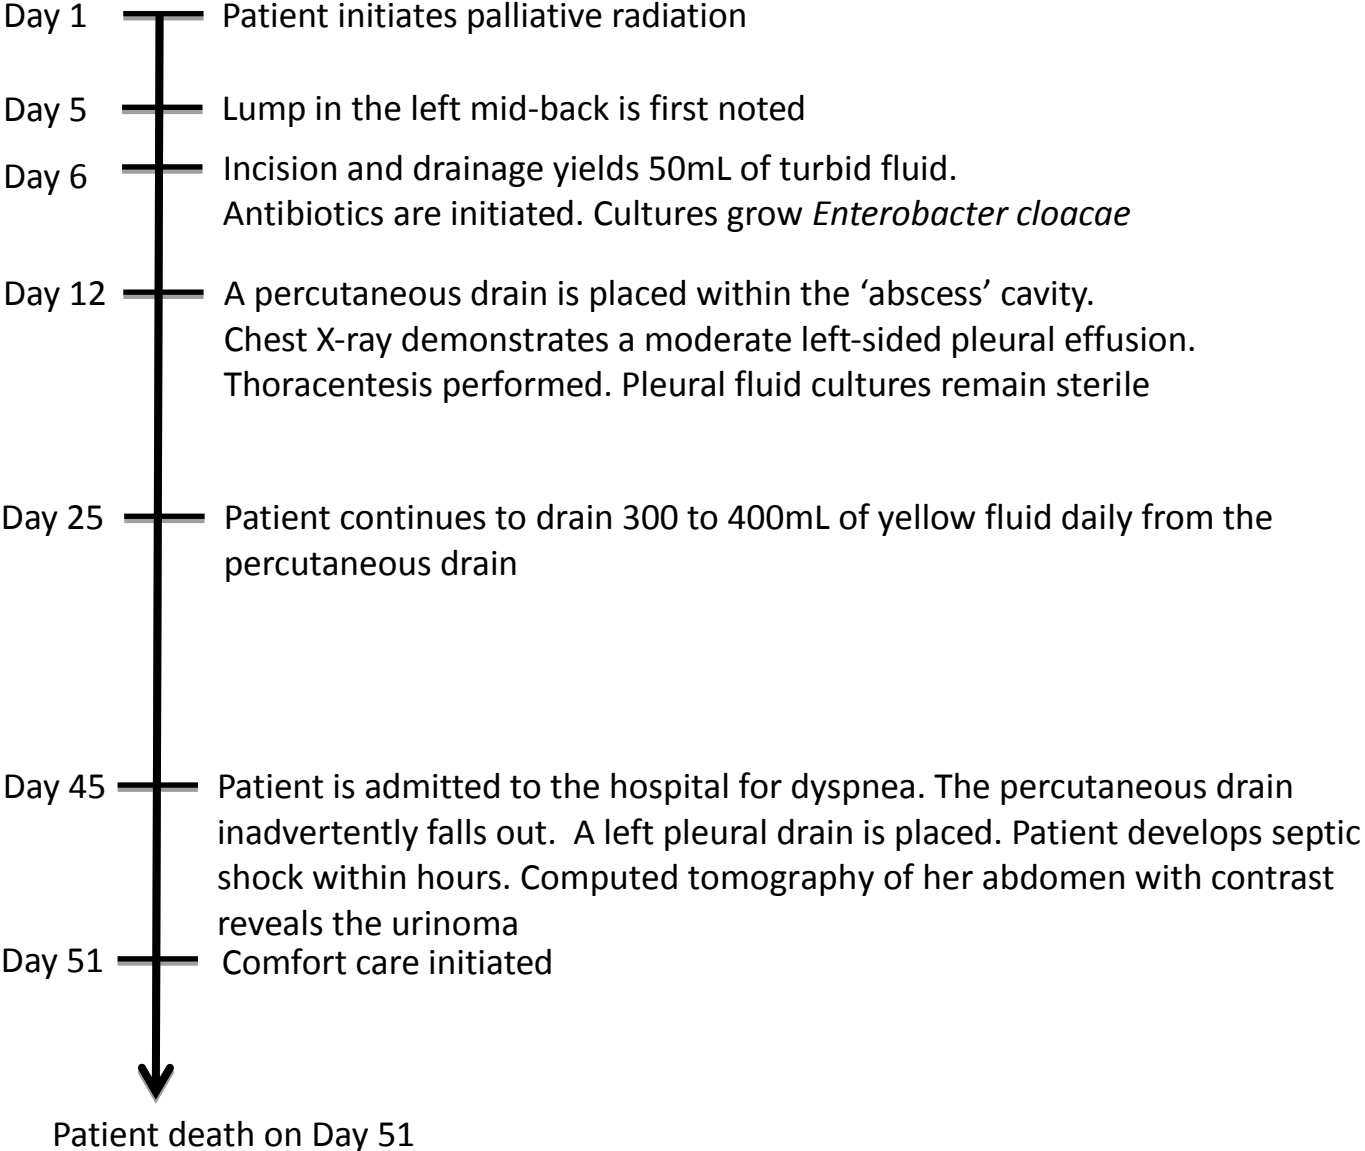 Day 1 Patient initiates palliative radiation
Day 5 Lump in the left mid-back is first noted
Day 6 Incision and drainage yields 50mL of turbid fluid.
Antibiotics are initiated. Cultures grow Enterobacter cloacae
Day 12 A percutaneous drain is placed within the ‘abscess’ cavity.
Chest X-ray demonstrates a moderate left-sided pleural effusion.
Thoracentesis performed. Pleural fluid cultures remain sterile
Day 25 Patient continues to drain 300 to 400mL of yellow fluid daily from the
percutaneous drain
Day 45 Patient is admitted to the hospital for dyspnea. The percutaneous drain
inadvertently falls out. A left pleural drain is placed. Patient develops septic
shock within hours. Computed tomography of her abdomen with contrast
reveals the urinoma
Day 51 Comfort care initiated
Patient death on Day 51